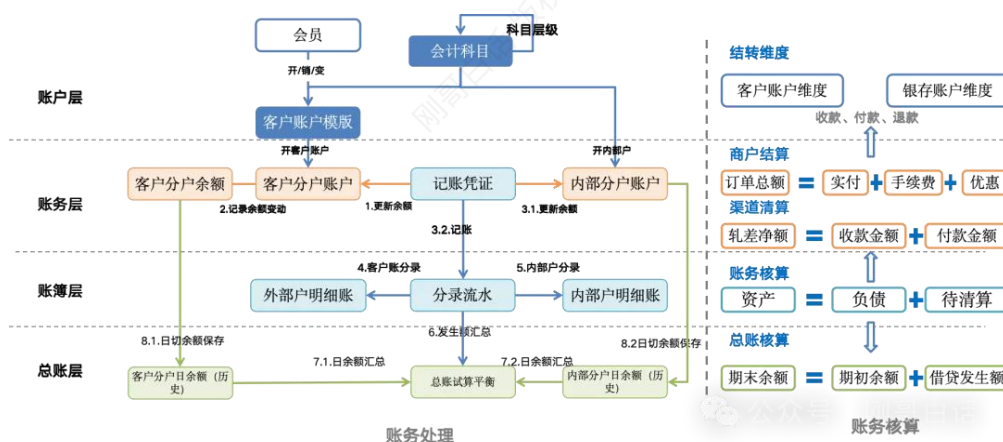 会员
会计科目
科目层级
开/销/变
账户层
客户账户模版
开客户账户
开内部户
客户分户余额
客户分户账户
记账凭证
内部分户账户
2.记录余额变动
1.更新余额
3.1.更新余额
账务层
3.2.记账
4.客户账分录
5.内部户分录
账簿层
外部户明细账
分录流水
内部户明细账
6.发生额汇总
8.1.日切余额保存
8.2日切余额保存
7.1.日余额汇总
7.2.日余额汇总
总账层
客户分户日余额（历史)
总账试算平衡
内部分户日余额（历史)
账务处理
结转维度
客户账户维度
银存账户维度
收款、付款、退款
商户结算
订单总额 = 实付 + 手续费 + 优惠
渠道清算
轧差净额 = 收款金额 + 付款金额
账务核算
资产 = 负债 + 待清算
总账核算
期末余额 = 期初余额 + 借贷发生额
公众号
账务核算